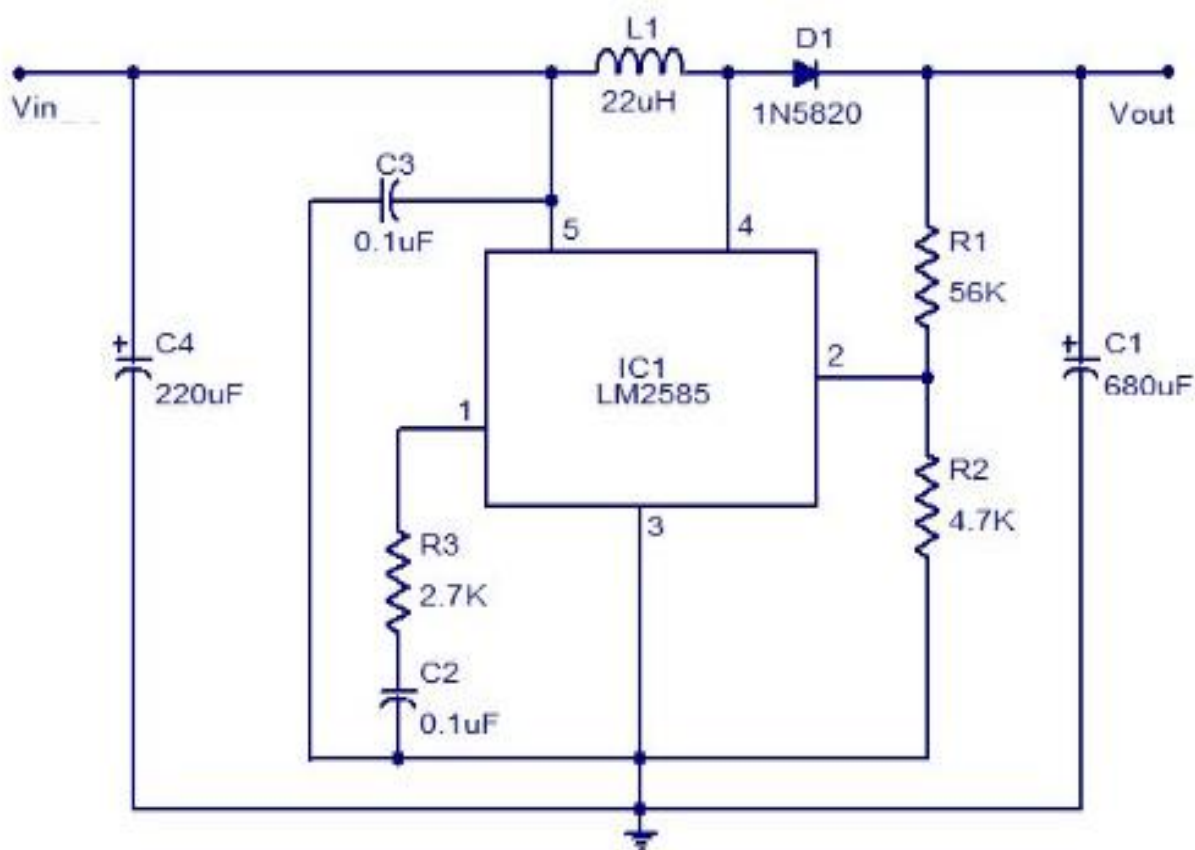 L1
D1
Vin
22uH
1N5820
Vout
C3
0.1uF
5
4
R1
56K
C4
220uF
IC1
LM2585
2
C1
680uF
1
R2
4.7K
3
R3
2.7K
C2
0.1uF
+
+